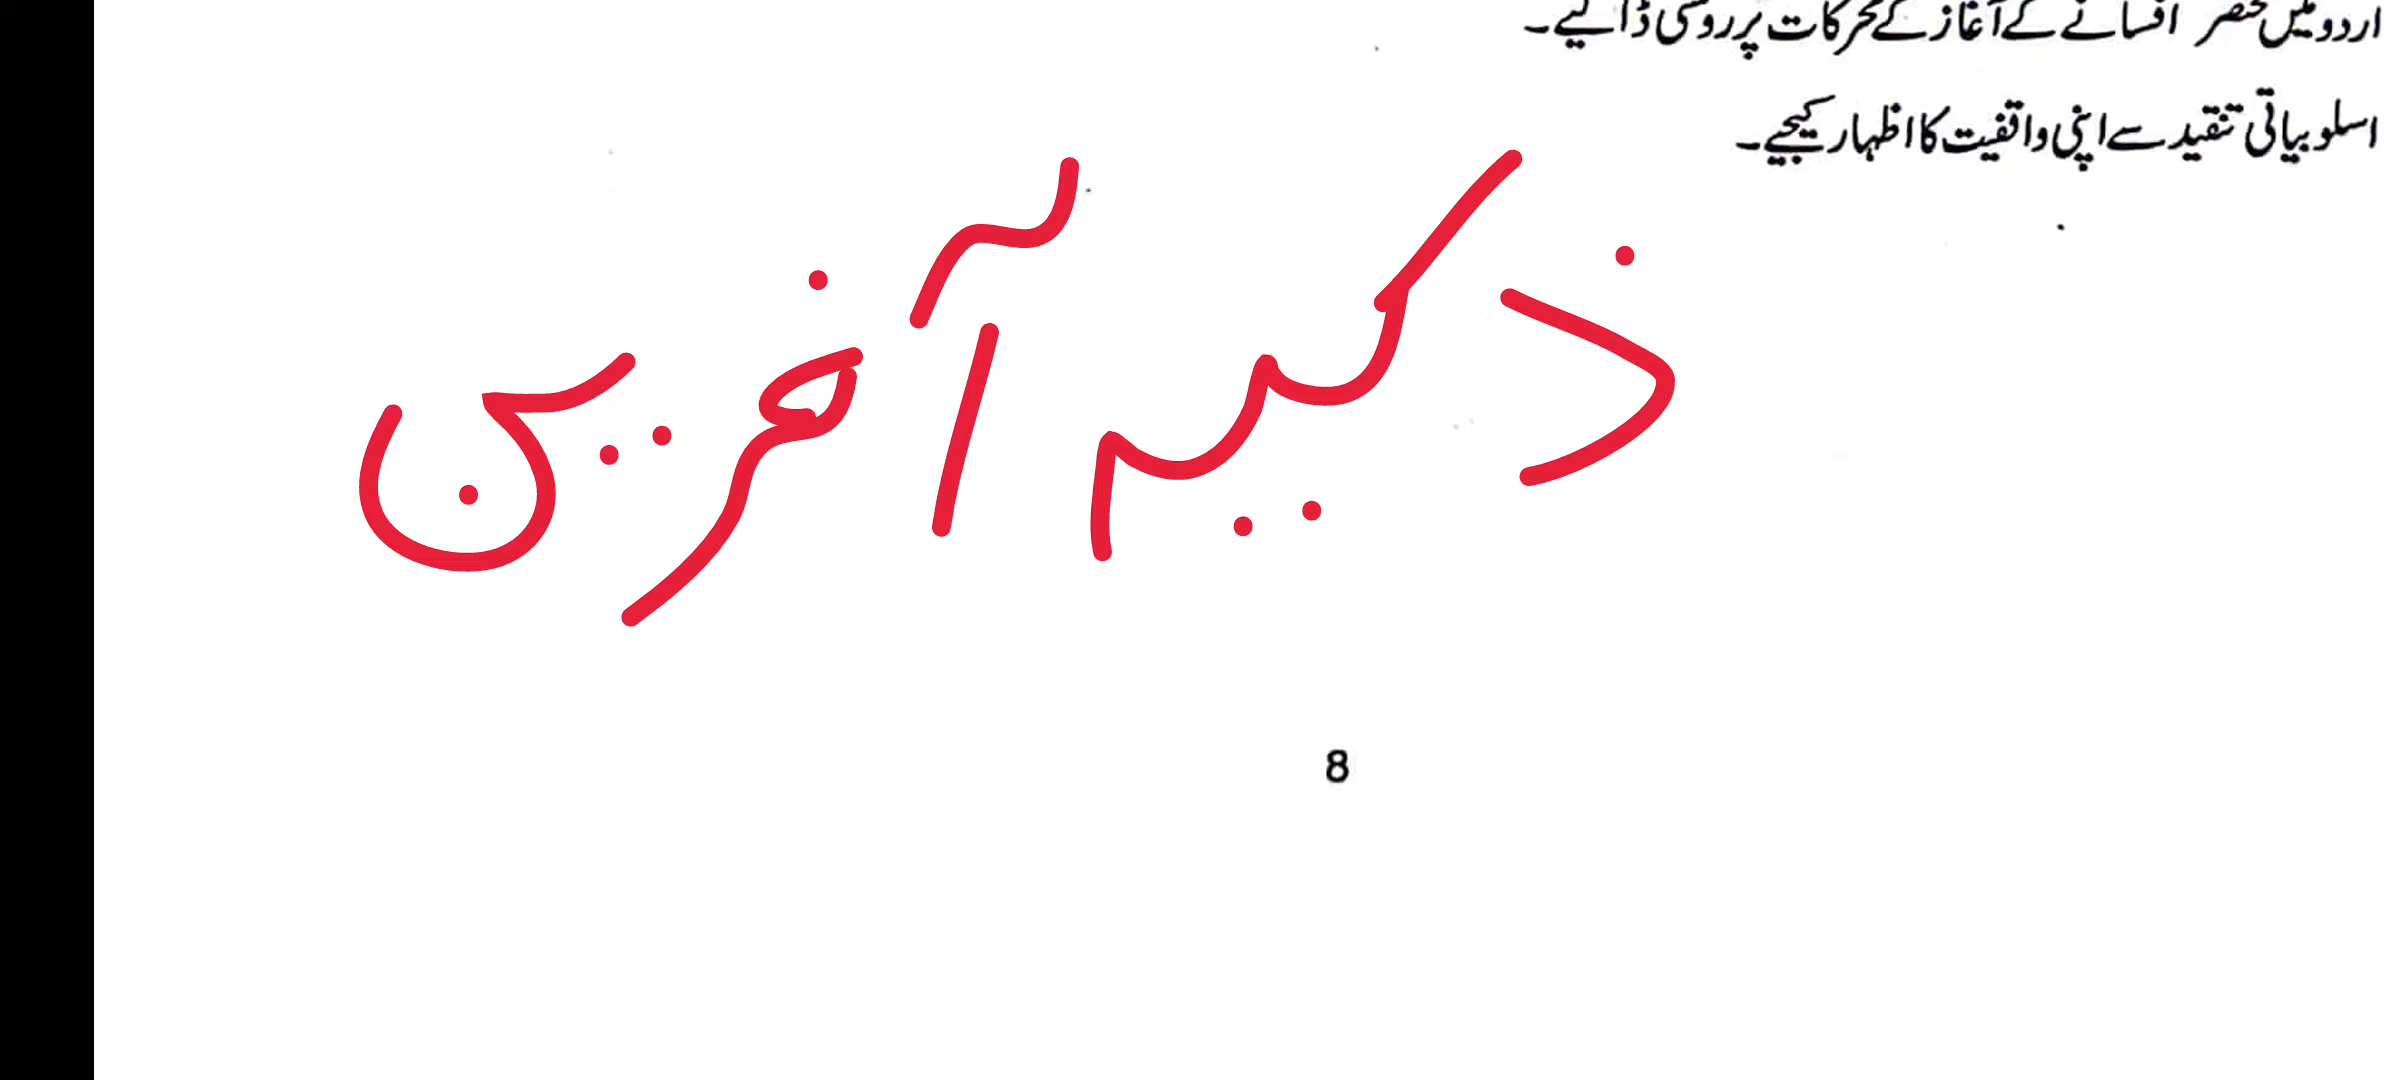 اردو میں مختصر افسانے کے آغاز کے محرکات پر روشنی ڈالیے۔
اسلوبیاتی تنقید سے اپنی واقفیت کا اظہار کیجیے۔
ذکیہ آخرین
8